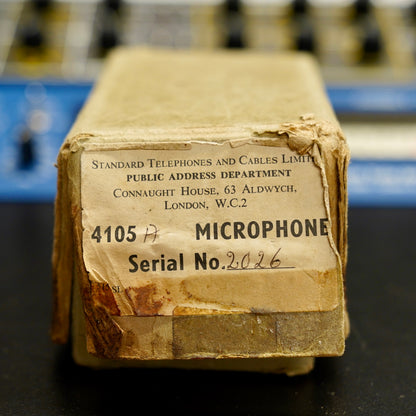 STANDARD TELEPHONES AND CABLES LIMIT
PUBLIC ADDRESS DEPARTMENT
CONNAUGHT HOUSE, 63 ALDWYCH,
LONDON, W.C.2
4105 A MICROPHONE
Serial No. 2026